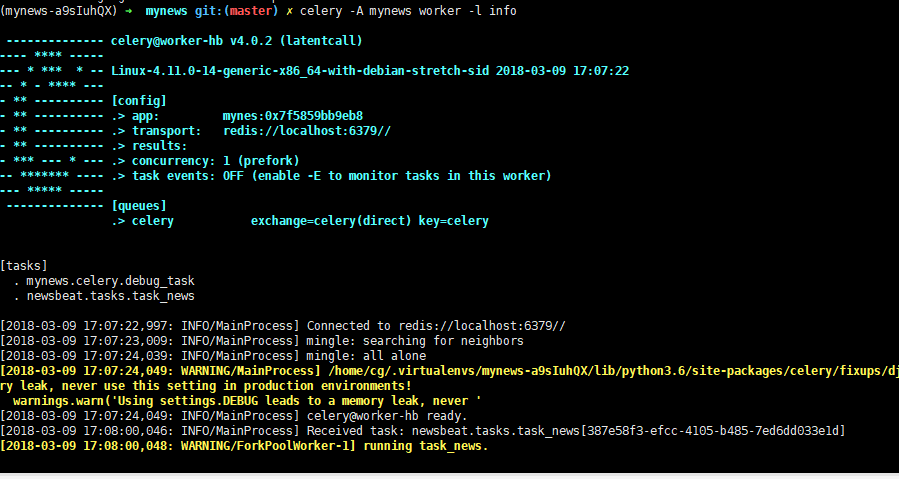 (mynews-a9sIuhQX) ➜  mynews git:(master) ✗ celery -A mynews worker -l info

 -------------- celery@worker-hb v4.0.2 (latentcall)
---- **** -----
--- * ***  * -- Linux-4.11.0-14-generic-x86_64-with-debian-stretch-sid 2018-03-09 17:07:22
-- * - **** ---
- ** ---------- [config]
- ** ---------- .> app:         mynes:0x7f5859bb9eb8
- ** ---------- .> transport:   redis://localhost:6379//
- ** ---------- .> results:
- *** --- * --- .> concurrency: 1 (prefork)
-- ******* ---- .> task events: OFF (enable -E to monitor tasks in this worker)
--- ***** -----
 -------------- [queues]
                .> celery           exchange=celery(direct) key=celery

[tasks]
  . mynews.celery.debug_task
  . newsbeat.tasks.task_news

[2018-03-09 17:07:22,997: INFO/MainProcess] Connected to redis://localhost:6379//
[2018-03-09 17:07:23,009: INFO/MainProcess] mingle: searching for neighbors
[2018-03-09 17:07:24,039: INFO/MainProcess] mingle: all alone
[2018-03-09 17:07:24,049: WARNING/MainProcess] /home/cg/.virtualenvs/mynews-a9sIuhQX/lib/python3.6/site-packages/celery/fixups/dj
ry leak, never use this setting in production environments!
  warnings.warn('Using settings.DEBUG leads to a memory leak, never '
[2018-03-09 17:07:24,049: INFO/MainProcess] celery@worker-hb ready.
[2018-03-09 17:08:00,046: INFO/MainProcess] Received task: newsbeat.tasks.task_news[387e58f3-efcc-4105-b485-7ed6dd033e1d]
[2018-03-09 17:08:00,048: WARNING/ForkPoolWorker-1] running task_news.